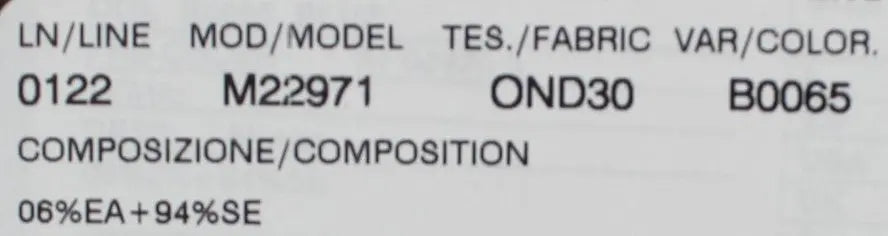 LN/LINE MOD/MODEL TES./FABRIC VAR/COLOR.
0122 M22971 OND30 B0065
COMPOSIZIONE/COMPOSITION
06%EA+94%SE